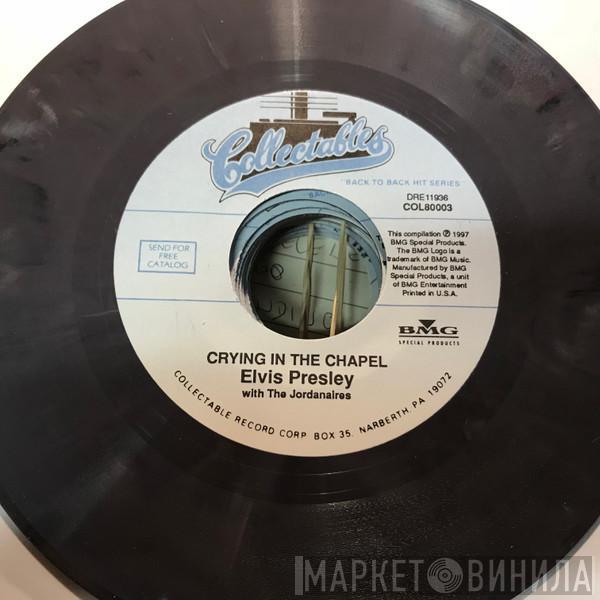 Collectables
"BACK TO BACK HIT SERIES"
DRE11936
COL80003
SEND FOR
FREE
CATALOG
This compilation ℗ 1997
BMG Special Products.
The BMG Logo is a
trademark of BMG Music.
Manufactured by BMG
Special Products, a unit
of BMG Entertainment
Printed in U.S.A.
BMG
SPECIAL PRODUCTS
CRYING IN THE CHAPEL
Elvis Presley
with The Jordanaires
COLLECTABLE RECORD CORP. BOX 35, NARBERTH, PA 19072
МАРКЕТ ВИНИЛА